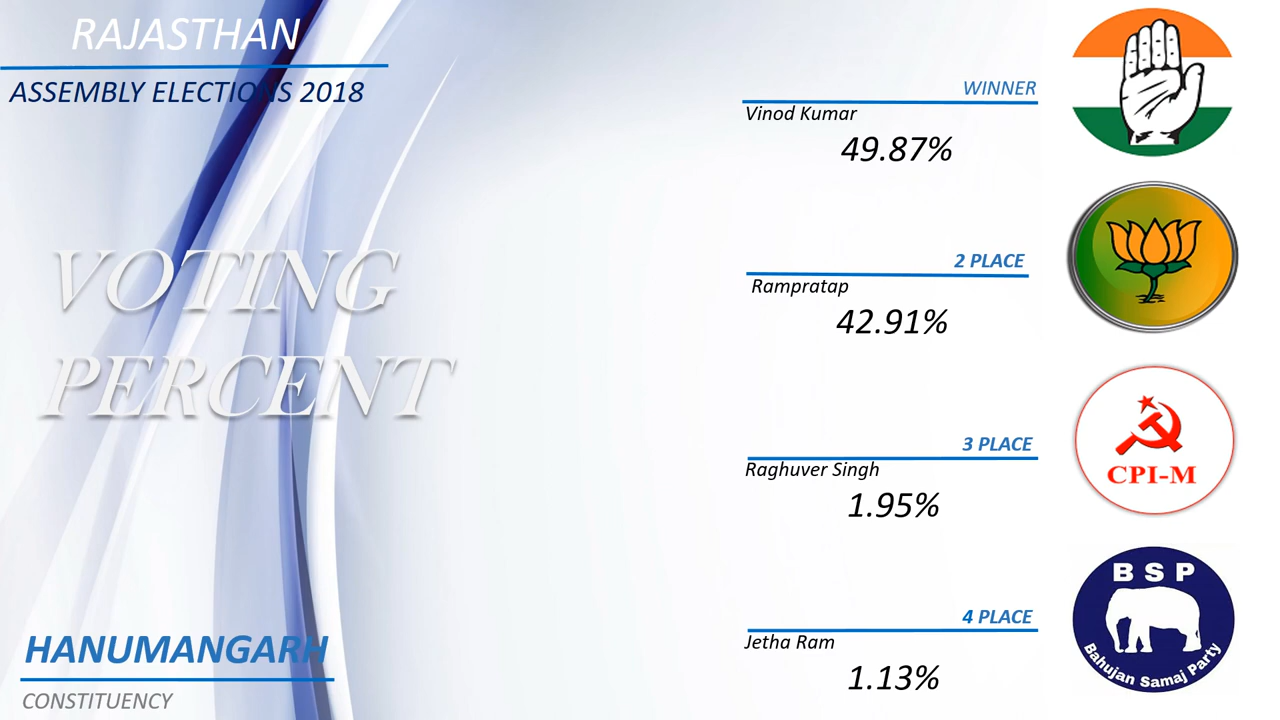 RAJASTHAN
ASSEMBLY ELECTIONS 2018
VOTING
PERCENT
HANUMANGARH
CONSTITUENCY
WINNER
Vinod Kumar
49.87%
2 PLACE
Rampratap
42.91%
3 PLACE
Raghuver Singh
1.95%
CPI-M
4 PLACE
Jetha Ram
1.13%
BSP
Bahujan Samaj Party